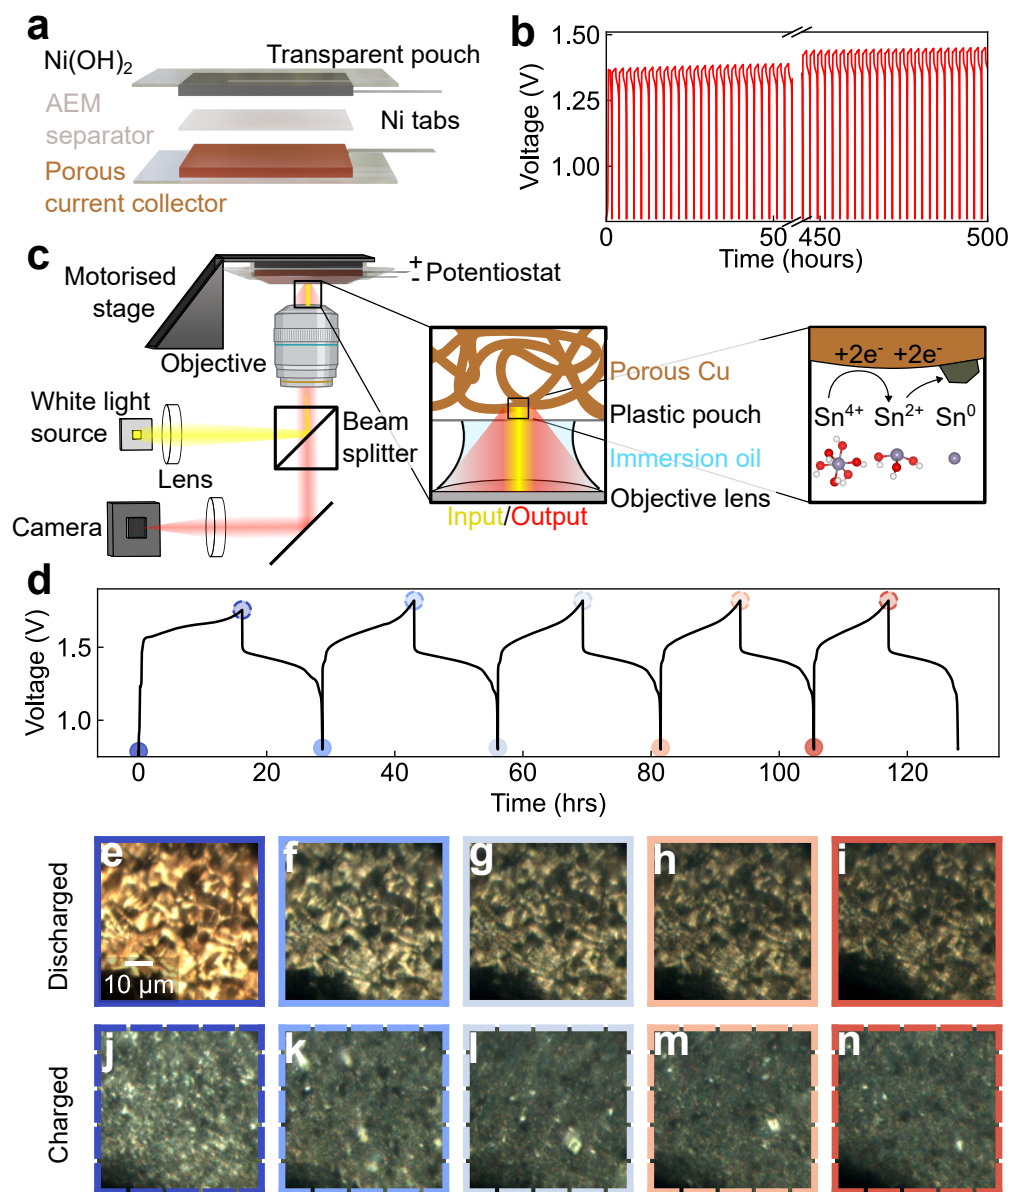 a
Ni(OH)₂
Transparent pouch
AEM
separator
Ni tabs
Porous
current collector
b
Voltage (V)
1.50
1.25
1.00
0
50
450
500
Time (hours)
c
Motorised
stage
+
-
Potentiostat
Objective
White light
source
Lens
Beam
splitter
Camera
Porous Cu
Plastic pouch
Immersion oil
Objective lens
Input/Output
+2e⁻ +2e⁻
Sn⁴⁺ Sn²⁺ Sn⁰
d
Voltage (V)
1.5
1.0
0
20
40
60
80
100
120
Time (hrs)
Discharged
e
10 µm
f
g
h
i
Charged
j
k
l
m
n